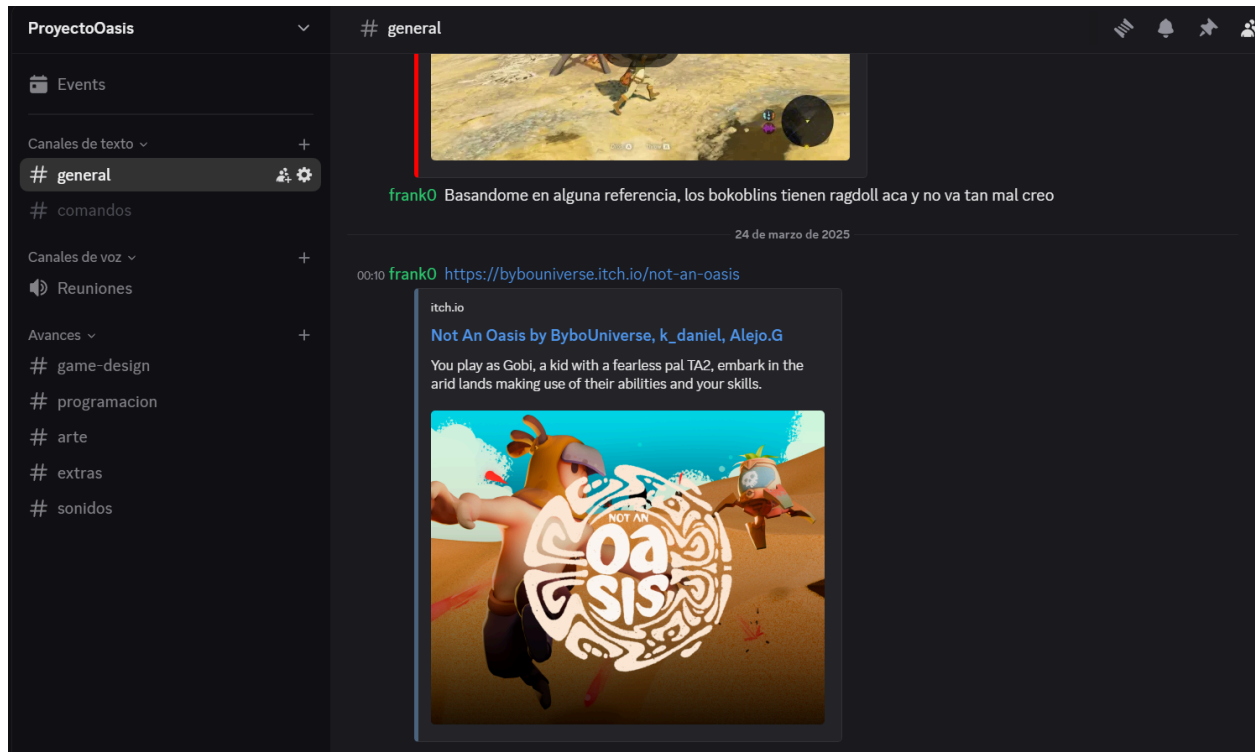 ProyectoOasis
Events
Canales de texto
general
comandos
Canales de voz
Reuniones
Avances
game-design
programacion
arte
extras
sonidos
# general
frank0 Basandome en alguna referencia, los bokoblins tienen ragdoll aca y no va tan mal creo
24 de marzo de 2025
00:10 frank0 https://bybouniverse.itch.io/not-an-oasis
itch.io
Not An Oasis by ByboUniverse, k_daniel, Alejo.G
You play as Gobi, a kid with a fearless pal TA2, embark in the
arid lands making use of their abilities and your skills.
NOT AN
OA
SIS